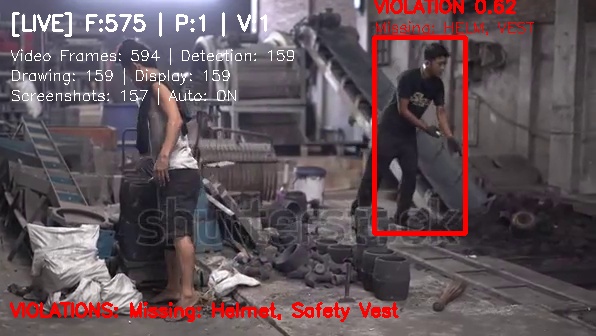 [LIVE] F:575 | P:1 | V:1
VIOLATION 0.62
Missing: HELM, VEST
Video Frames: 594 | Detection: 159
Drawing: 159 | Display: 159
Screenshots: 157 | Auto: ON
shutterstock
VIOLATIONS: Missing: Helmet, Safety Vest